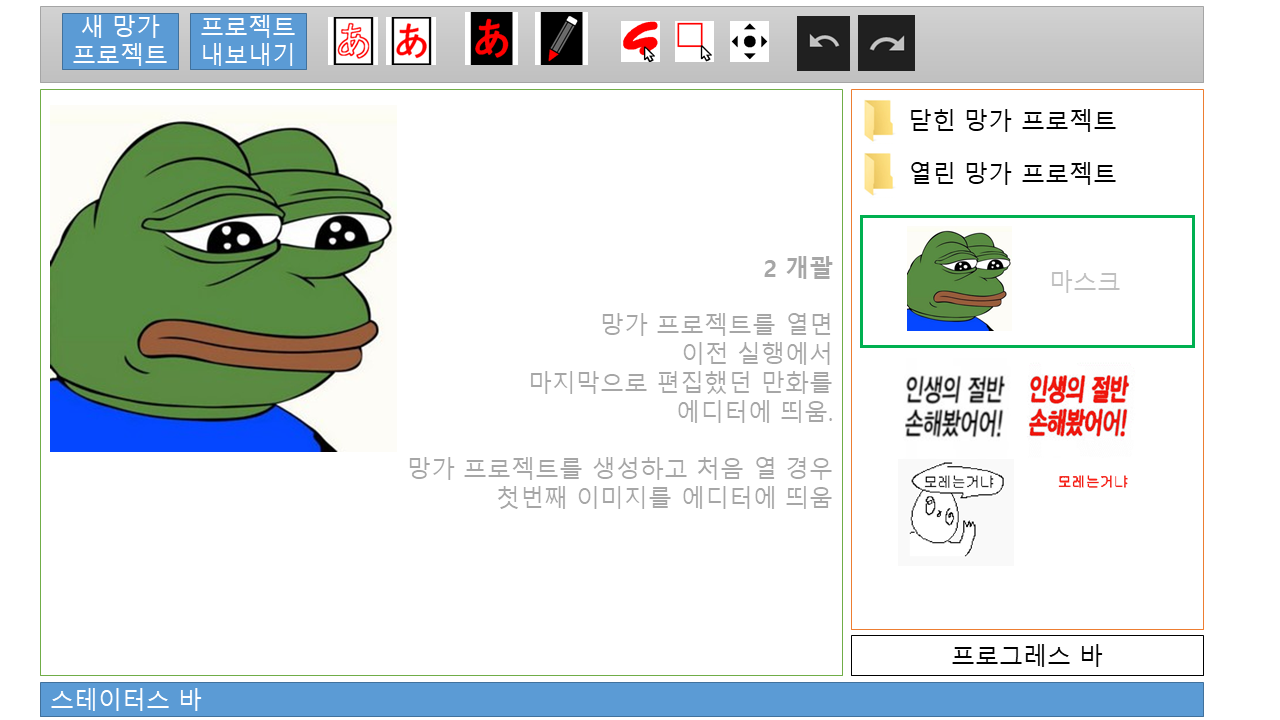 새 망가
프로젝트
프로젝트
내보내기
あ
あ
あ
닫힌 망가 프로젝트
열린 망가 프로젝트
마스크
2 개괄
망가 프로젝트를 열면
이전 실행에서
마지막으로 편집했던 만화를
에디터에 띄움.
망가 프로젝트를 생성하고 처음 열 경우
첫번째 이미지를 에디터에 띄움
인생의 절반
손해봤어어!
인생의 절반
손해봤어어!
모레는거냐
모레는거냐
프로그레스 바
스테이터스 바